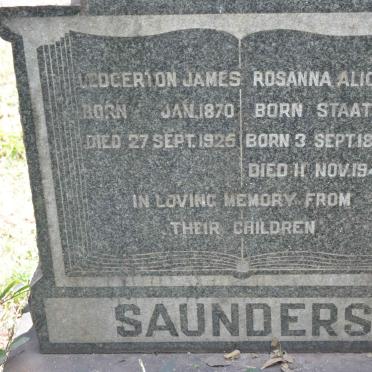 LEDGERTON JAMES ROSANNA ALIC
BORN JAN.1870 BORN STAAT
DIED 27 SEPT.1925 BORN 3 SEPT.18
DIED 11 NOV.194
IN LOVING MEMORY FROM
THEIR CHILDREN
SAUNDERS